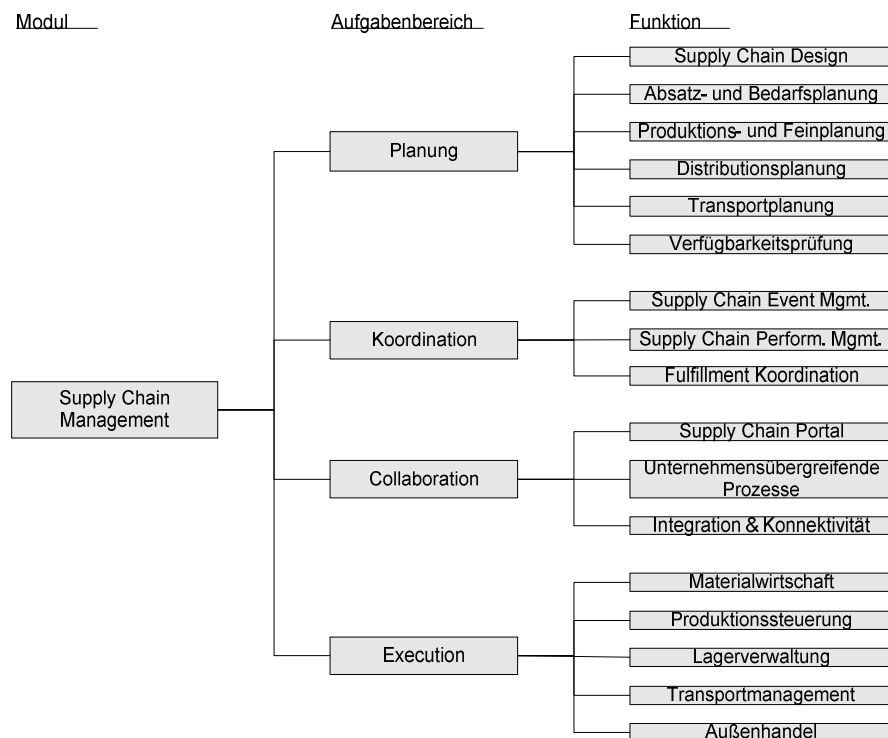 Modul
Aufgabenbereich
Funktion
Supply Chain Design
Absatz- und Bedarfsplanung
Produktions- und Feinplanung
Planung
Distributionsplanung
Transportplanung
Verfügbarkeitsprüfung
Supply Chain Event Mgmt.
Koordination
Supply Chain Perform. Mgmt.
Fulfillment Koordination
Supply Chain
Management
Supply Chain Portal
Collaboration
Unternehmensübergreifende
Prozesse
Integration & Konnektivität
Materialwirtschaft
Produktionssteuerung
Execution
Lagerverwaltung
Transportmanagement
Außenhandel